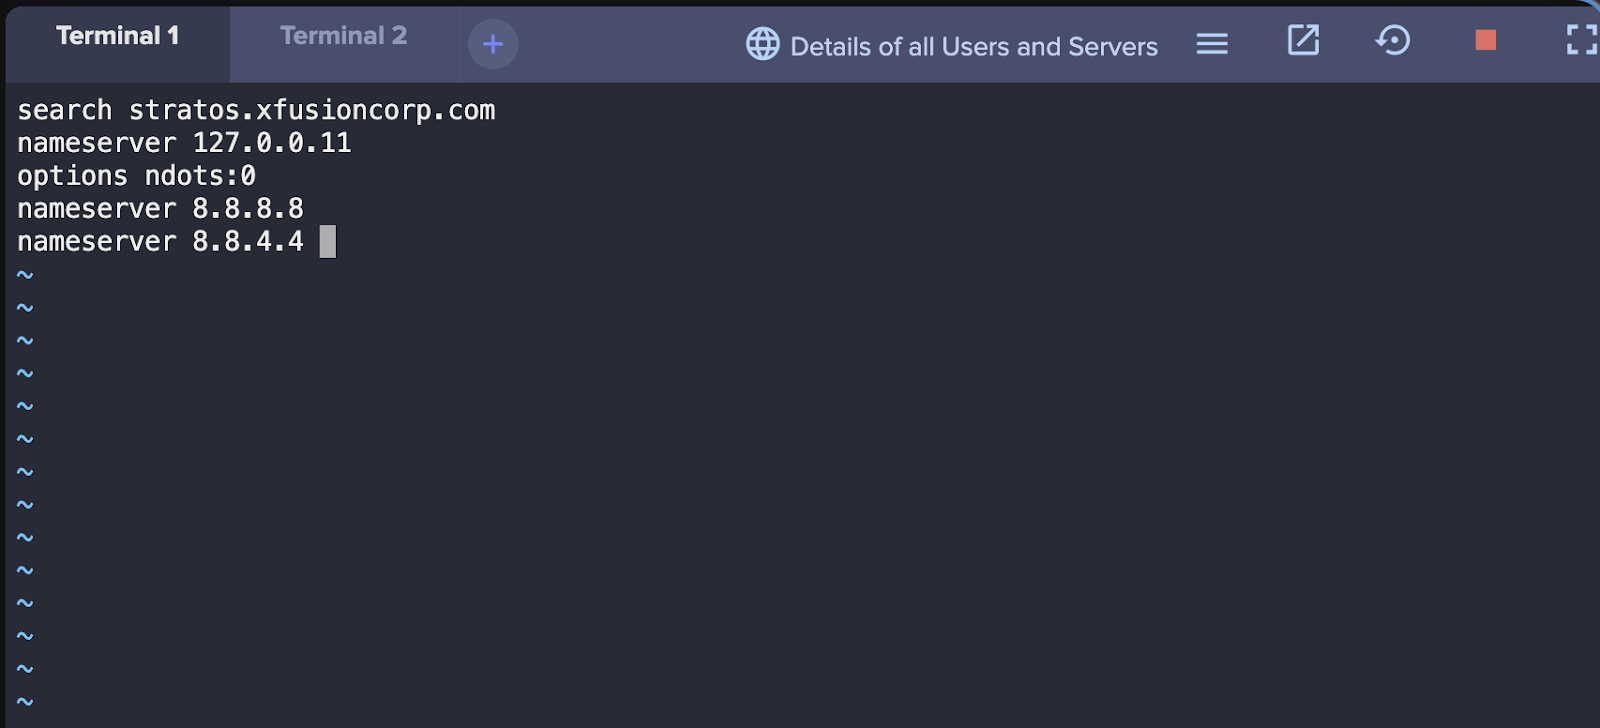 Terminal 1
Terminal 2
+
Details of all Users and Servers
search stratos.xfusioncorp.com
nameserver 127.0.0.11
options ndots:0
nameserver 8.8.8.8
nameserver 8.8.4.4
~
~
~
~
~
~
~
~
~
~
~
~
~
~